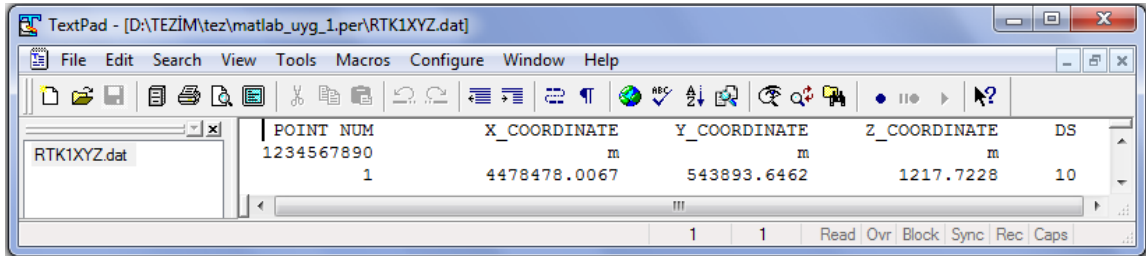 TextPad - [D:\TEZİM\tez\matlab_uyg_1.per\RTK1XYZ.dat]
File Edit Search View Tools Macros Configure Window Help
RTK1XYZ.dat
POINT NUM X_COORDINATE Y_COORDINATE Z_COORDINATE DS
1234567890 m m m
1 4478478.0067 543893.6462 1217.7228 10
1 1 Read Ovr Block Sync Rec Caps